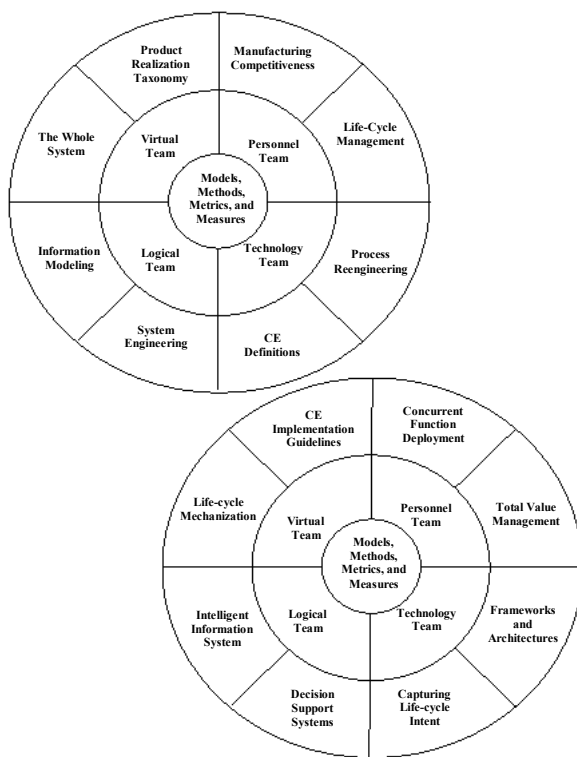 Product
Realization
Taxonomy
Manufacturing
Competitiveness
The Whole
System
Virtual
Team
Personnel
Team
Life-Cycle
Management
Models,
Methods,
Metrics, and
Measures
Information
Modeling
Logical
Team
Technology
Team
Process
Reengineering
System
Engineering
CE
Definitions
CE
Implementation
Guidelines
Concurrent
Function
Deployment
Life-cycle
Mechanization
Virtual
Team
Personnel
Team
Total Value
Management
Models,
Methods,
Metrics, and
Measures
Intelligent
Information
System
Logical
Team
Technology
Team
Frameworks
and
Architectures
Decision
Support
Systems
Capturing
Life-cycle
Intent